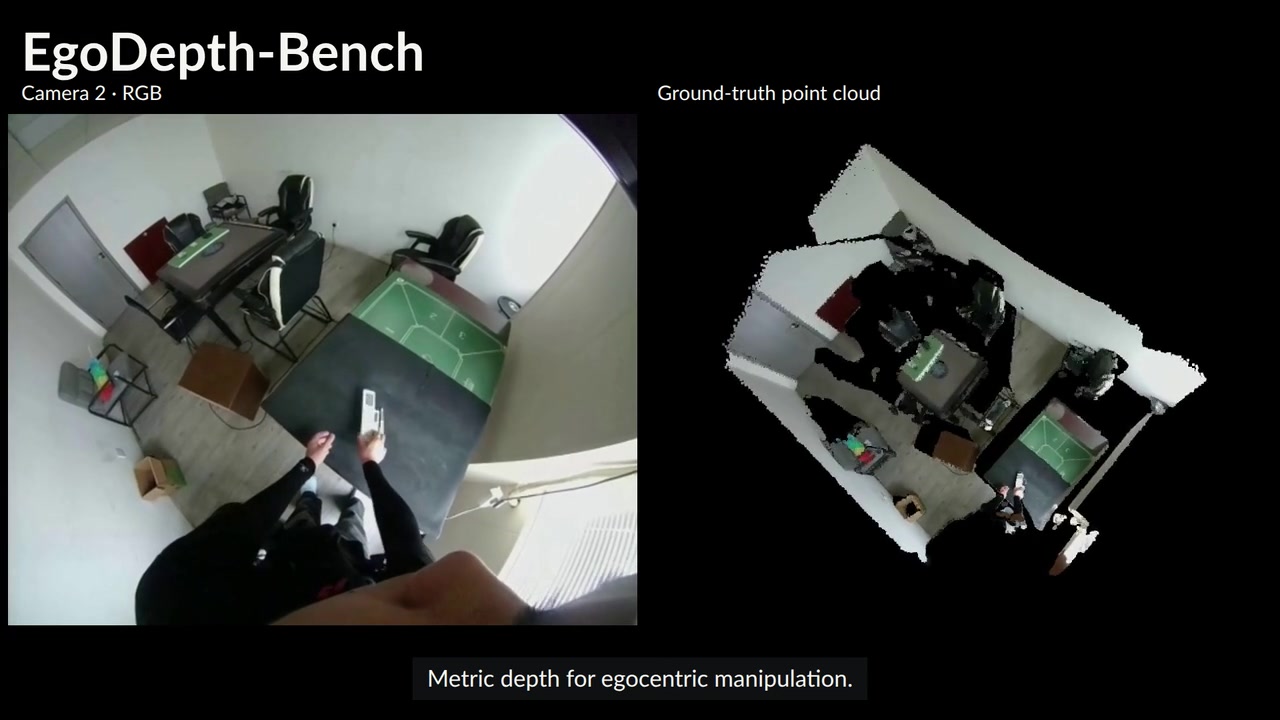 EgoDepth-Bench
Camera 2 · RGB
Ground-truth point cloud
Metric depth for egocentric manipulation.